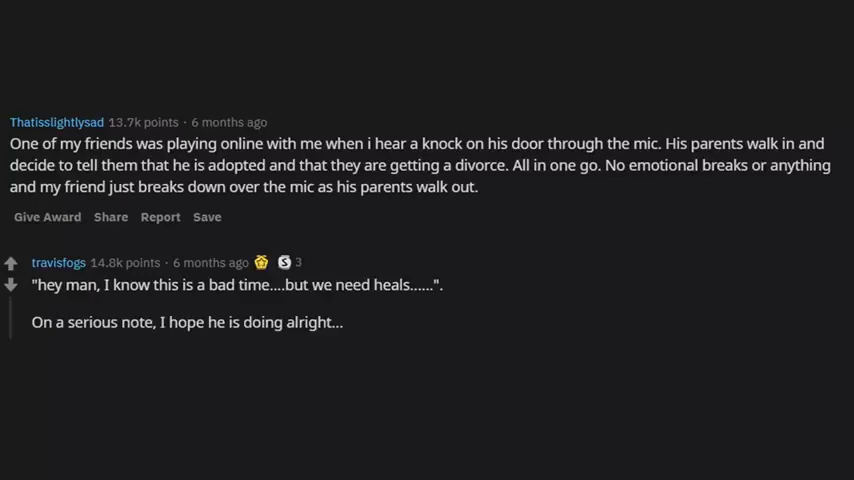 Thatisslightlysad 13.7k points · 6 months ago
One of my friends was playing online with me when i hear a knock on his door through the mic. His parents walk in and
decide to tell them that he is adopted and that they are getting a divorce. All in one go. No emotional breaks or anything
and my friend just breaks down over the mic as his parents walk out.
Give Award Share Report Save
travisfogs 14.8k points · 6 months ago S 3
"hey man, I know this is a bad time....but we need heals......".
On a serious note, I hope he is doing alright...